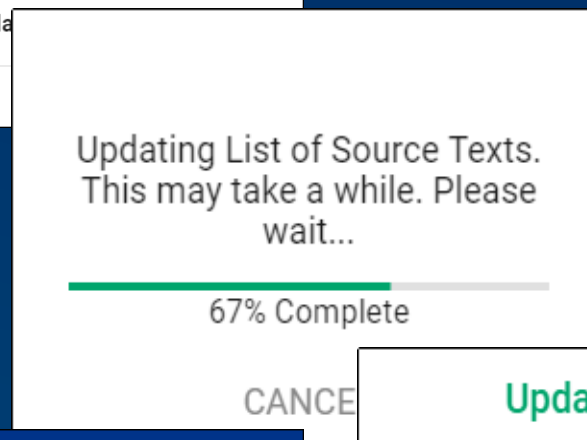 Updating List of Source Texts.
This may take a while. Please
wait...
67% Complete